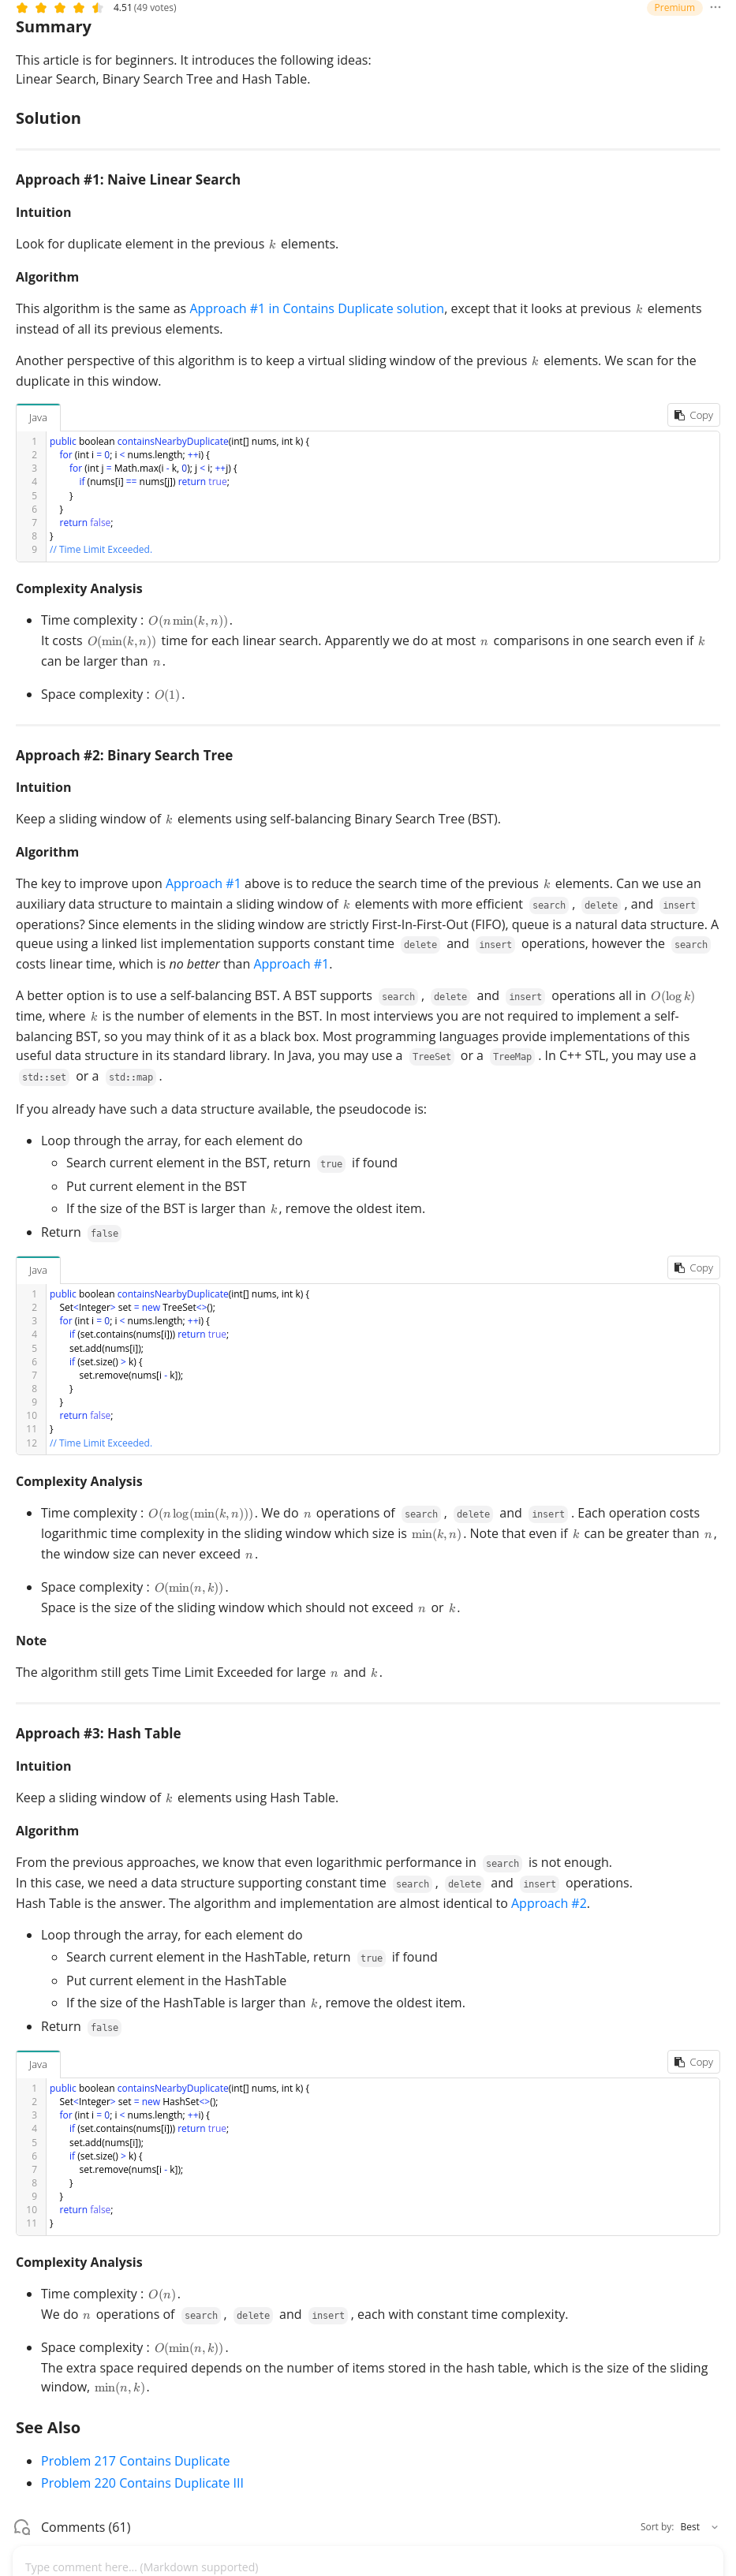 4.51 (49 votes)
Premium
Summary
This article is for beginners. It introduces the following ideas:
Linear Search, Binary Search Tree and Hash Table.
Solution
Approach #1: Naive Linear Search
Intuition
Look for duplicate element in the previous k elements.
Algorithm
This algorithm is the same as Approach #1 in Contains Duplicate solution, except that it looks at previous k elements
instead of all its previous elements.
Another perspective of this algorithm is to keep a virtual sliding window of the previous k elements. We scan for the
duplicate in this window.
Java
Copy
1 public boolean containsNearbyDuplicate(int[] nums, int k) {
2     for (int i = 0; i < nums.length; ++i) {
3         for (int j = Math.max(i - k, 0); j < i; ++j) {
4             if (nums[i] == nums[j]) return true;
5         }
6     }
7     return false;
8 }
9 // Time Limit Exceeded.
Complexity Analysis
• Time complexity : O(n min(k, n)).
It costs O(min(k, n)) time for each linear search. Apparently we do at most n comparisons in one search even if k
can be larger than n.
• Space complexity : O(1).
Approach #2: Binary Search Tree
Intuition
Keep a sliding window of k elements using self-balancing Binary Search Tree (BST).
Algorithm
The key to improve upon Approach #1 above is to reduce the search time of the previous k elements. Can we use an
auxiliary data structure to maintain a sliding window of k elements with more efficient search , delete , and insert
operations? Since elements in the sliding window are strictly First-In-First-Out (FIFO), queue is a natural data structure. A
queue using a linked list implementation supports constant time delete and insert operations, however the search
costs linear time, which is no better than Approach #1.
A better option is to use a self-balancing BST. A BST supports search , delete and insert operations all in O(log k)
time, where k is the number of elements in the BST. In most interviews you are not required to implement a self-
balancing BST, so you may think of it as a black box. Most programming languages provide implementations of this
useful data structure in its standard library. In Java, you may use a TreeSet or a TreeMap . In C++ STL, you may use a
std::set or a std::map .
If you already have such a data structure available, the pseudocode is:
• Loop through the array, for each element do
◦ Search current element in the BST, return true if found
◦ Put current element in the BST
◦ If the size of the BST is larger than k, remove the oldest item.
• Return false
Java
Copy
1 public boolean containsNearbyDuplicate(int[] nums, int k) {
2     Set<Integer> set = new TreeSet<>();
3     for (int i = 0; i < nums.length; ++i) {
4         if (set.contains(nums[i])) return true;
5         set.add(nums[i]);
6         if (set.size() > k) {
7             set.remove(nums[i - k]);
8         }
9     }
10     return false;
11 }
12 // Time Limit Exceeded.
Complexity Analysis
• Time complexity : O(n log(min(k, n))). We do n operations of search , delete and insert . Each operation costs
logarithmic time complexity in the sliding window which size is min(k, n). Note that even if k can be greater than n,
the window size can never exceed n.
• Space complexity : O(min(n, k)).
Space is the size of the sliding window which should not exceed n or k.
Note
The algorithm still gets Time Limit Exceeded for large n and k.
Approach #3: Hash Table
Intuition
Keep a sliding window of k elements using Hash Table.
Algorithm
From the previous approaches, we know that even logarithmic performance in search is not enough.
In this case, we need a data structure supporting constant time search , delete and insert operations.
Hash Table is the answer. The algorithm and implementation are almost identical to Approach #2.
• Loop through the array, for each element do
◦ Search current element in the HashTable, return true if found
◦ Put current element in the HashTable
◦ If the size of the HashTable is larger than k, remove the oldest item.
• Return false
Java
Copy
1 public boolean containsNearbyDuplicate(int[] nums, int k) {
2     Set<Integer> set = new HashSet<>();
3     for (int i = 0; i < nums.length; ++i) {
4         if (set.contains(nums[i])) return true;
5         set.add(nums[i]);
6         if (set.size() > k) {
7             set.remove(nums[i - k]);
8         }
9     }
10     return false;
11 }
Complexity Analysis
• Time complexity : O(n).
We do n operations of search , delete and insert , each with constant time complexity.
• Space complexity : O(min(n, k)).
The extra space required depends on the number of items stored in the hash table, which is the size of the sliding
window, min(n, k).
See Also
• Problem 217 Contains Duplicate
• Problem 220 Contains Duplicate III
Comments (61)
Sort by: Best
Type comment here... (Markdown supported)